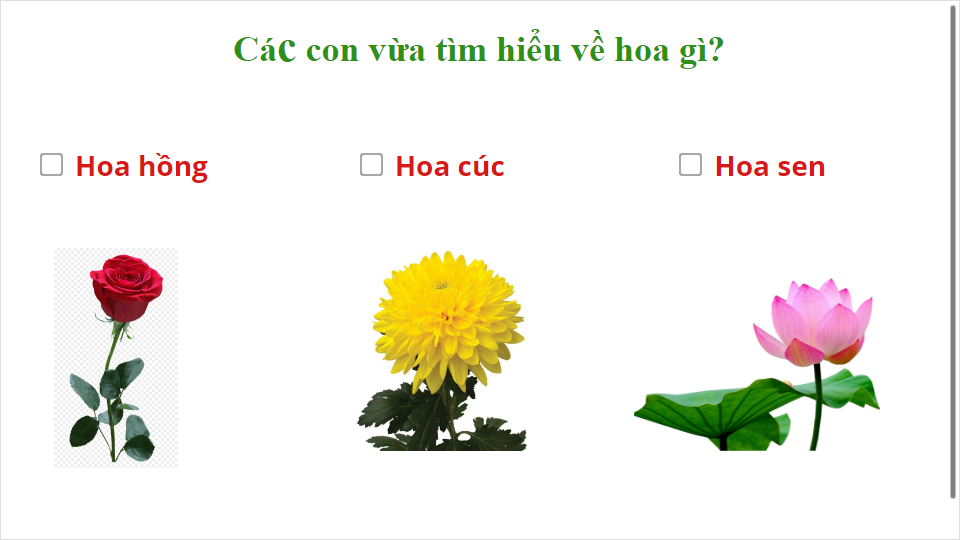 Các con vừa tìm hiểu về hoa gì?
Hoa hồng
Hoa cúc
Hoa sen